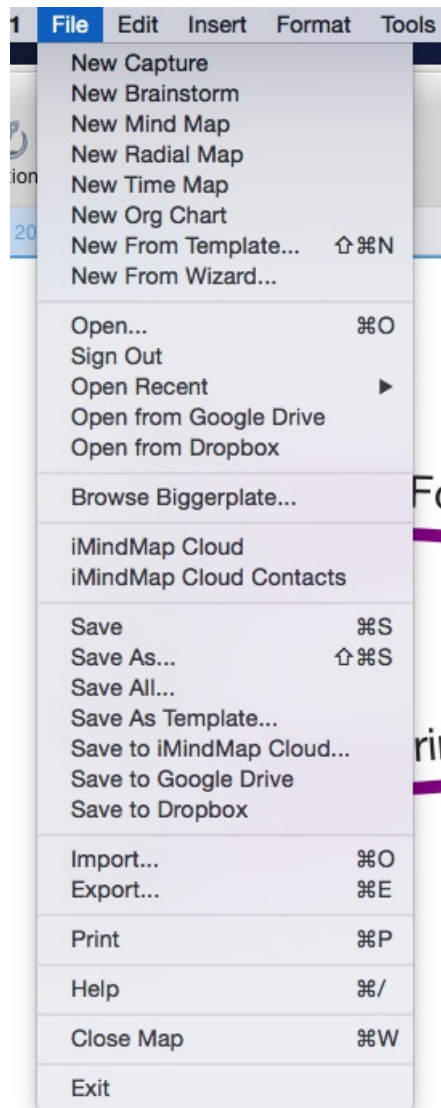 1 File Edit Insert Format Tools
New Capture
New Brainstorm
New Mind Map
New Radial Map
New Time Map
New Org Chart
New From Template... ⇧⌘N
New From Wizard...
Open... ⌘O
Sign Out
Open Recent ▶
Open from Google Drive
Open from Dropbox
Browse Biggerplate...
iMindMap Cloud
iMindMap Cloud Contacts
Save ⌘S
Save As... ⇧⌘S
Save All...
Save As Template...
Save to iMindMap Cloud...
Save to Google Drive
Save to Dropbox
Import... ⌘O
Export... ⌘E
Print ⌘P
Help ⌘/
Close Map ⌘W
Exit
20